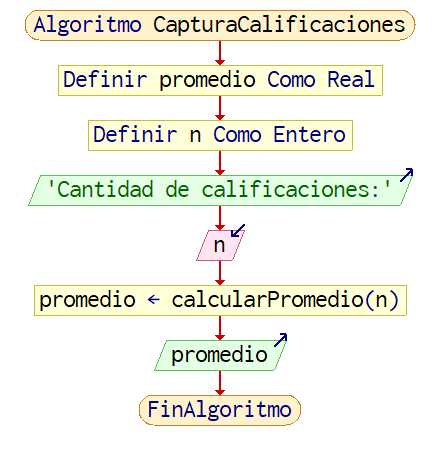 Algoritmo CapturaCalificaciones
Definir promedio Como Real
Definir n Como Entero
'Cantidad de calificaciones:'
n
promedio ← calcularPromedio(n)
promedio
FinAlgoritmo